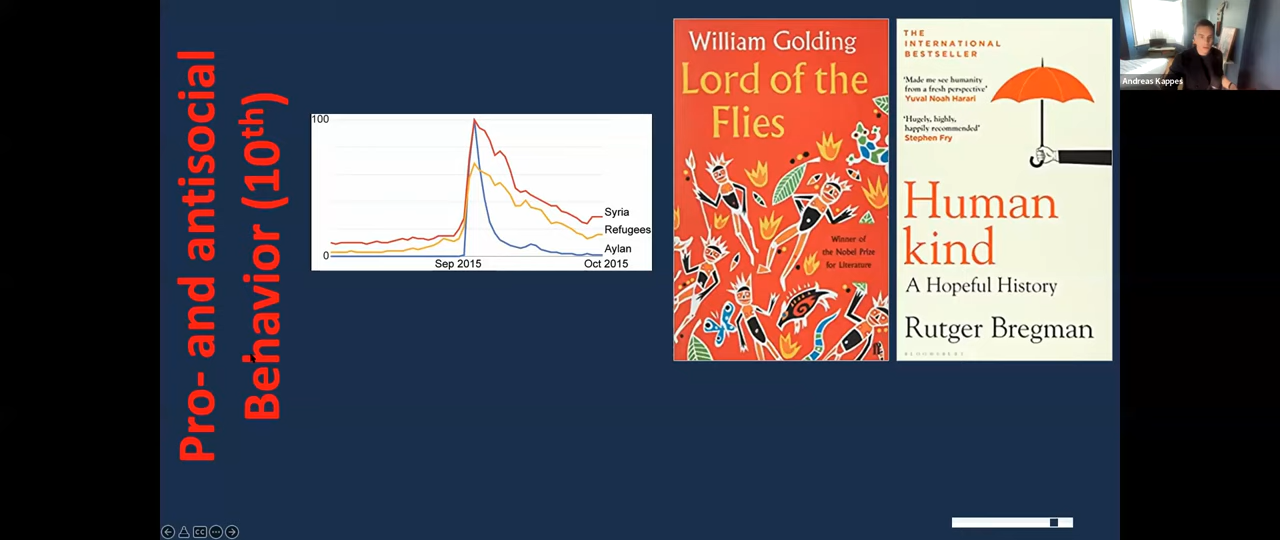 Pro- and antisocial
Behavior (10th)
100
0
Syria
Refugees
Aylan
Sep 2015
Oct 2015
William Golding
Lord of the
Flies
Winner of
the Nobel Prize
for Literature
THE
INTERNATIONAL
BESTSELLER
‘Made me see humanity
from a fresh perspective’
Yuval Noah Harari
‘Hugely, highly,
happily recommended’
Stephen Fry
Human
kind
A Hopeful History
Rutger Bregman
BLOOMSBURY
Andreas Kappes
CC